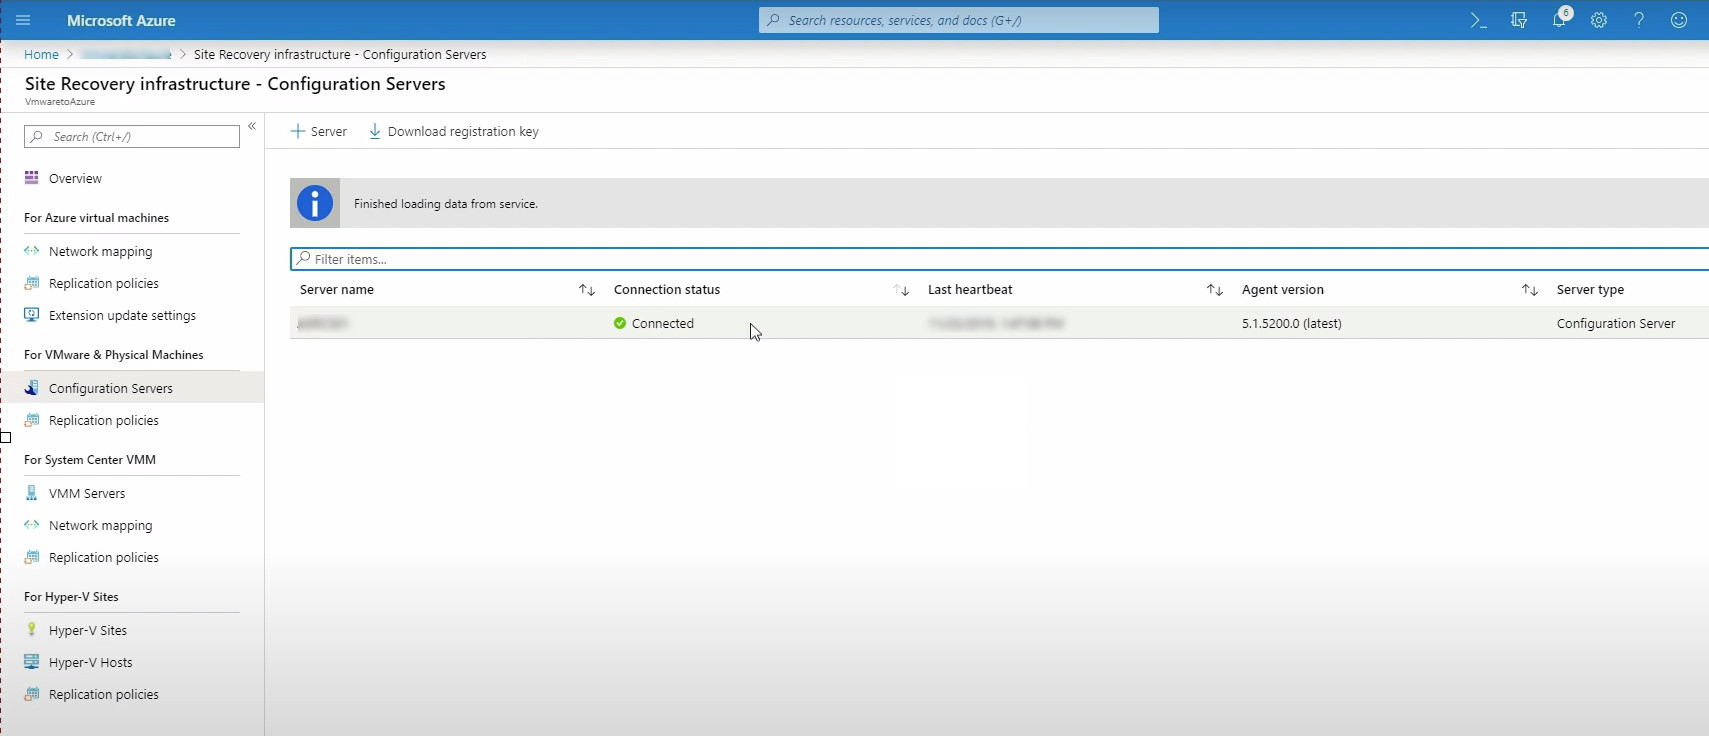 Microsoft Azure
Search resources, services, and docs (G+/)
6
Home > > Site Recovery infrastructure - Configuration Servers
Site Recovery infrastructure - Configuration Servers
VmwaretoAzure
Search (Ctrl+/)
Overview
For Azure virtual machines
Network mapping
Replication policies
Extension update settings
For VMware & Physical Machines
Configuration Servers
Replication policies
For System Center VMM
VMM Servers
Network mapping
Replication policies
For Hyper-V Sites
Hyper-V Sites
Hyper-V Hosts
Replication policies
+ Server Download registration key
Finished loading data from service.
Filter items...
Server name Connection status Last heartbeat Agent version Server type
Connected 5.1.5200.0 (latest) Configuration Server